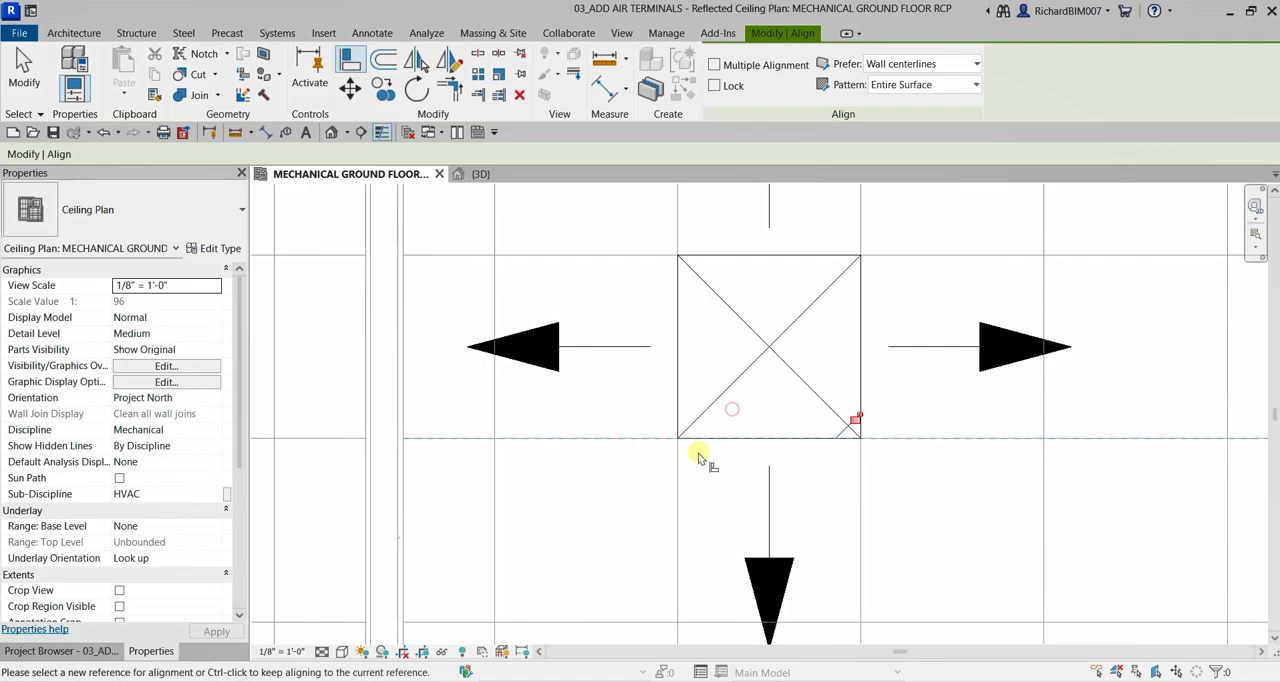 R
03_ADD AIR TERMINALS - Reflected Ceiling Plan: MECHANICAL GROUND FLOOR RCP
RichardBIM007
File Architecture Structure Steel Precast Systems Insert Annotate Analyze Massing & Site Collaborate View Manage Add-Ins Modify | Align
Modify
Paste
Notch
Cut
Join
Activate
Multiple Alignment
Lock
Prefer: Wall centerlines
Pattern: Entire Surface
Select Properties Clipboard Geometry Controls Modify View Measure Create Align
Modify | Align
Properties
MECHANICAL GROUND FLOOR... {3D}
Ceiling Plan
Ceiling Plan: MECHANICAL GROUND Edit Type
Graphics
View Scale 1/8" = 1'-0"
Scale Value 1: 96
Display Model Normal
Detail Level Medium
Parts Visibility Show Original
Visibility/Graphics Ov... Edit...
Graphic Display Opti... Edit...
Orientation Project North
Wall Join Display Clean all wall joins
Discipline Mechanical
Show Hidden Lines By Discipline
Default Analysis Displ... None
Sun Path
Sub-Discipline HVAC
Underlay
Range: Base Level None
Range: Top Level Unbounded
Underlay Orientation Look up
Extents
Crop View
Crop Region Visible
Properties help Apply
Project Browser - 03_AD... Properties
1/8" = 1'-0"
Please select a new reference for alignment or Ctrl-click to keep aligning to the current reference. :0 Main Model :0